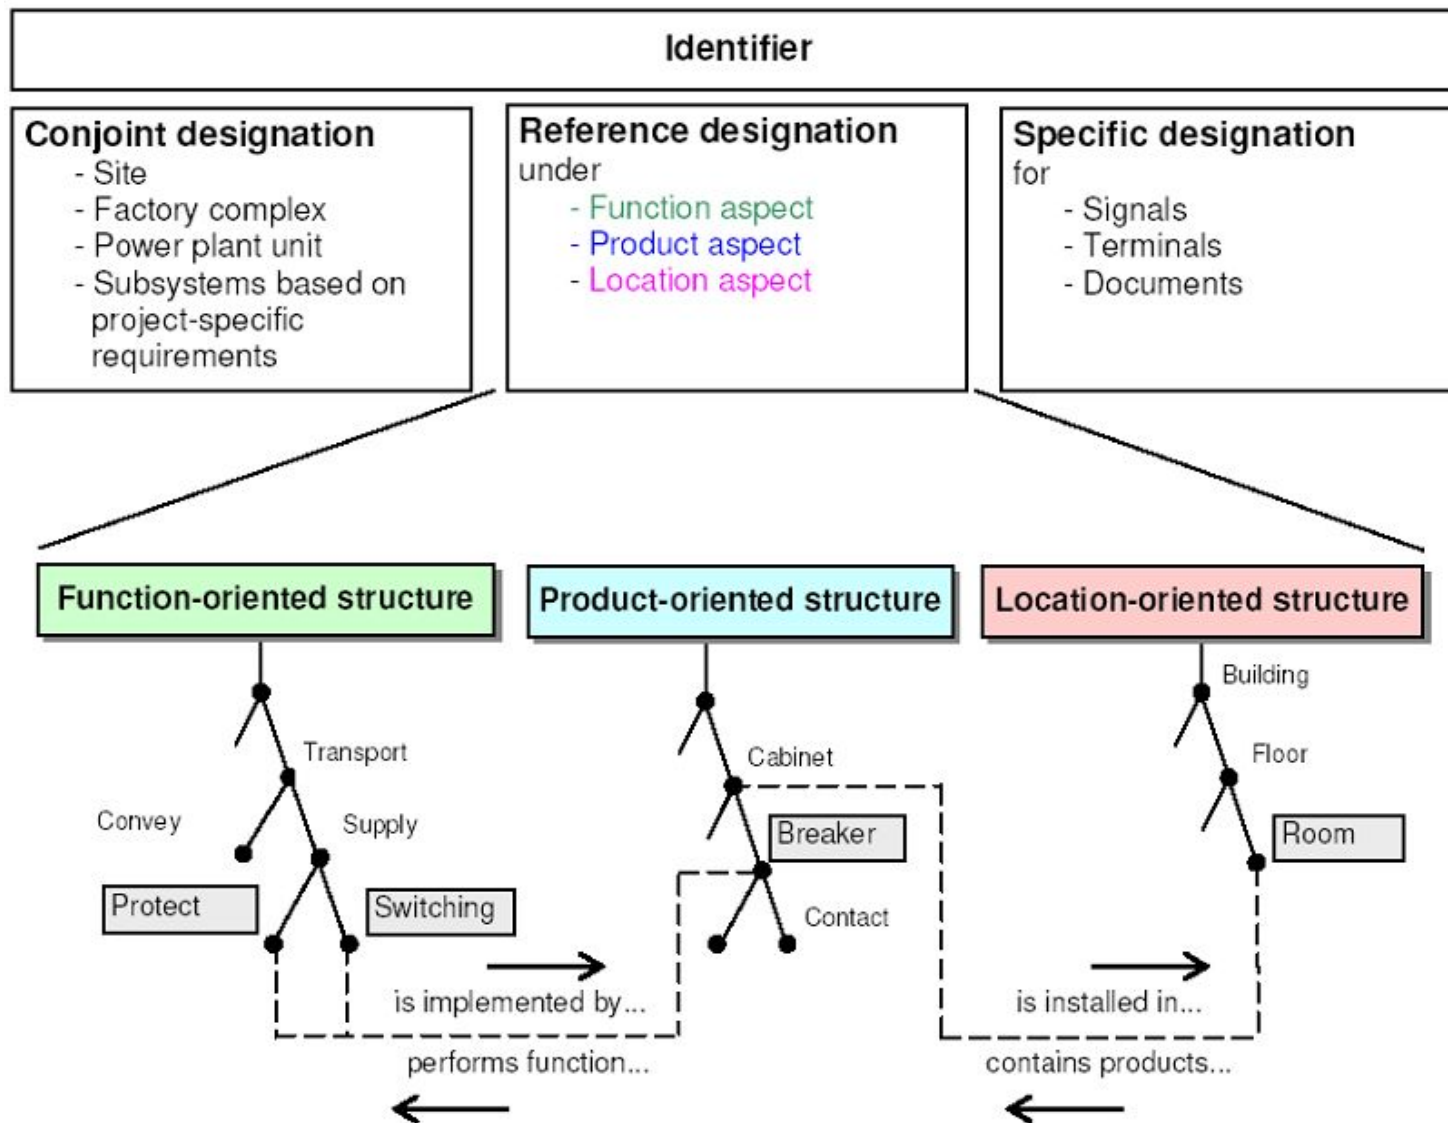 Identifier
Conjoint designation
- Site
- Factory complex
- Power plant unit
- Subsystems based on
project-specific
requirements
Reference designation
under
- Function aspect
- Product aspect
- Location aspect
Specific designation
for
- Signals
- Terminals
- Documents
Function-oriented structure
Product-oriented structure
Location-oriented structure
Transport
Convey
Supply
Protect
Switching
Cabinet
Breaker
Contact
Building
Floor
Room
is implemented by...
performs function...
is installed in...
contains products...